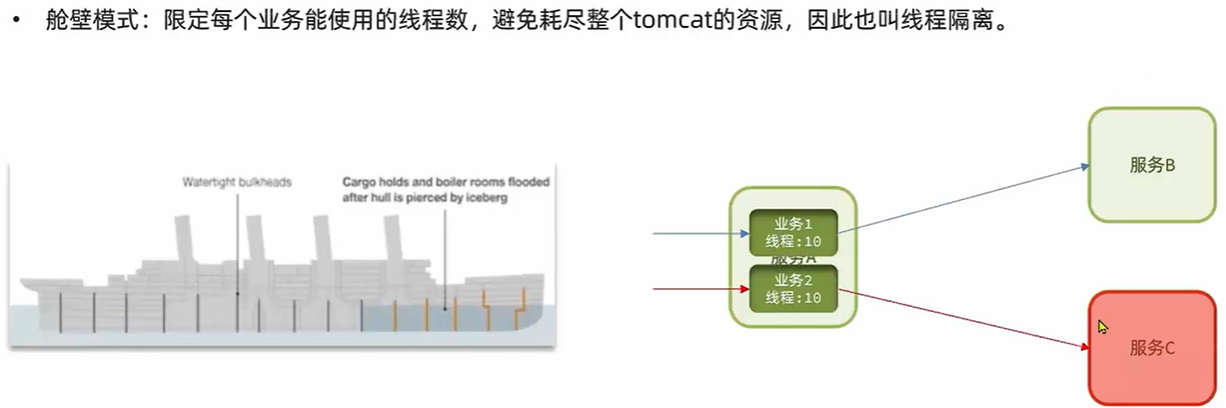 • 舱壁模式：限定每个业务能使用的线程数，避免耗尽整个tomcat的资源，因此也叫线程隔离。
Watertight bulkheads
Cargo holds and boiler rooms flooded
after hull is pierced by iceberg
业务1
线程:10
服务A
业务2
线程:10
服务B
服务C